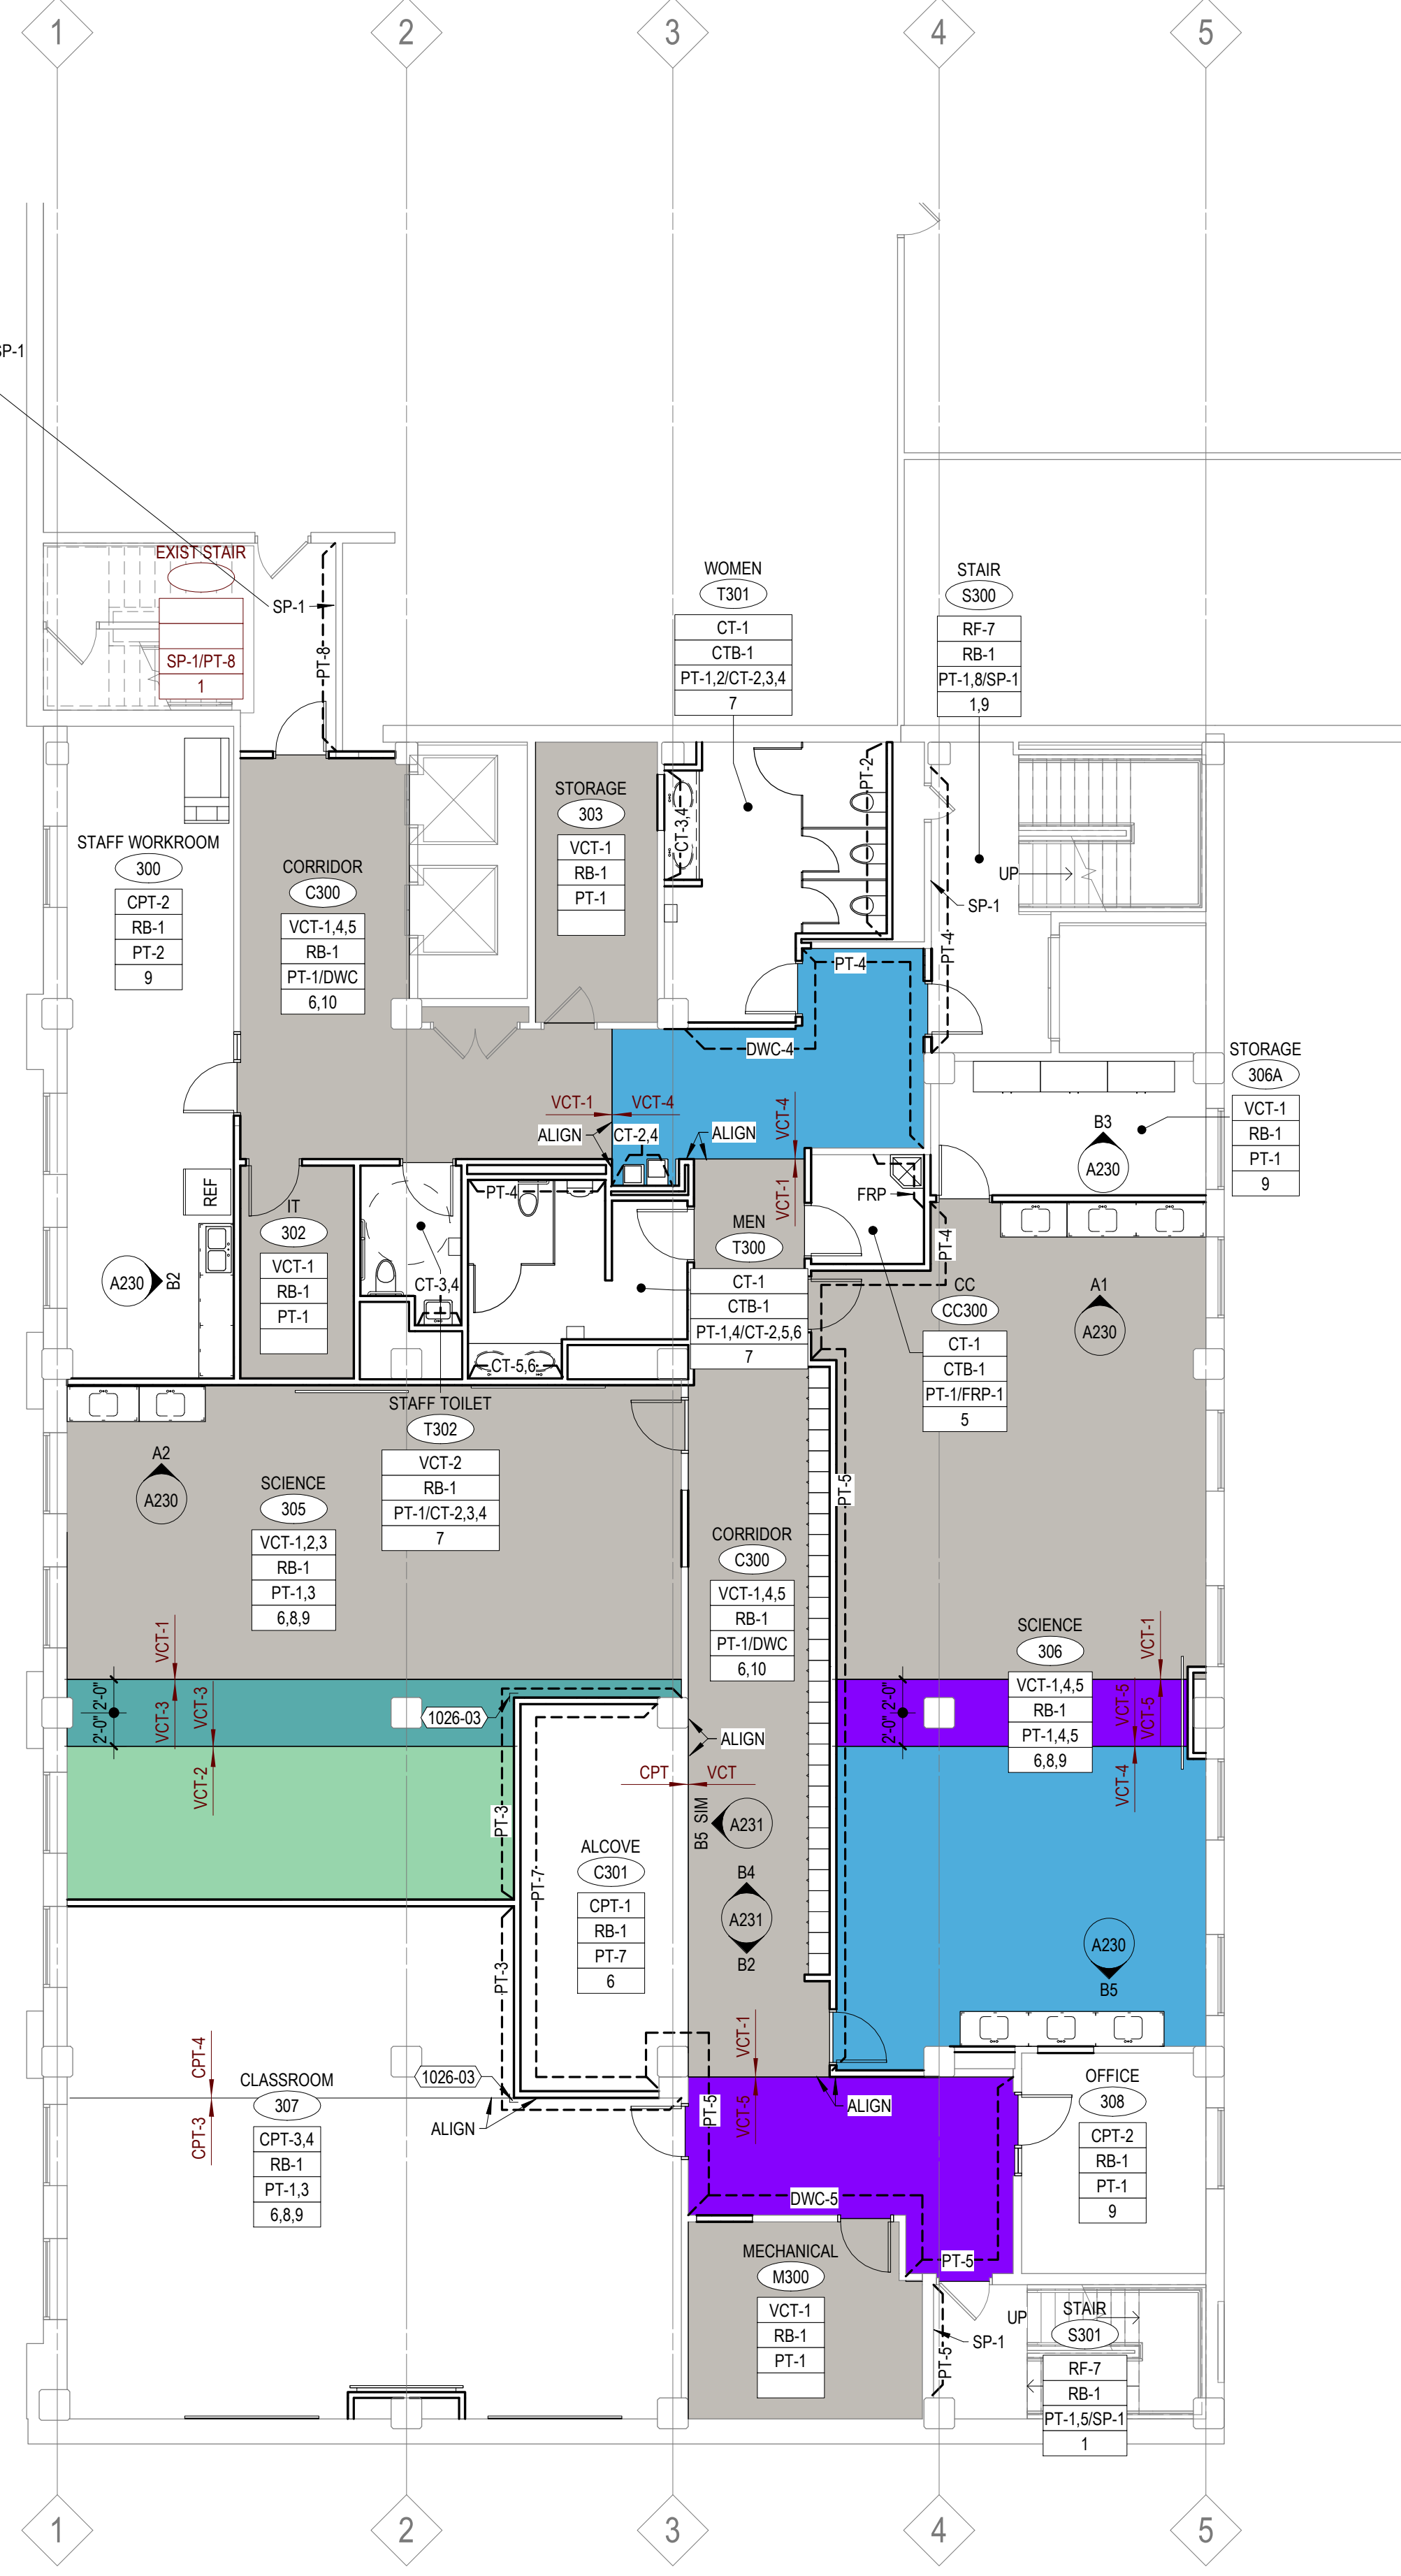 1
2
3
4
5
SP-1
EXIST STAIR
SP-1/PT-8
1
SP-1
PT-8
WOMEN
T301
CT-1
CTB-1
PT-1,2/CT-2,3,4
7
STAIR
S300
RF-7
RB-1
PT-1,8/SP-1
1,9
STAFF WORKROOM
300
CPT-2
RB-1
PT-2
9
CORRIDOR
C300
VCT-1,4,5
RB-1
PT-1/DWC
6,10
STORAGE
303
VCT-1
RB-1
PT-1
CT-3,4
PT-2
UP
SP-1
PT-4
PT-4
DWC-4
STORAGE
306A
VCT-1
RB-1
PT-1
9
VCT-1
VCT-4
ALIGN
CT-2,4
ALIGN
VCT-4
VCT-1
B3
A230
REF
IT
302
VCT-1
RB-1
PT-1
PT-4
CT-3,4
CT-5,6
MEN
T300
CT-1
CTB-1
PT-1,4/CT-2,5,6
7
FRP
PT-4
A230
B2
CC
CC300
CT-1
CTB-1
PT-1/FRP-1
5
A1
A230
STAFF TOILET
T302
VCT-2
RB-1
PT-1/CT-2,3,4
7
A2
A230
SCIENCE
305
VCT-1,2,3
RB-1
PT-1,3
6,8,9
PT-5
CORRIDOR
C300
VCT-1,4,5
RB-1
PT-1/DWC
6,10
SCIENCE
306
VCT-1,4,5
RB-1
PT-1,4,5
6,8,9
VCT-1
VCT-3
VCT-3
VCT-2
2'-0"
2'-0"
1026-03
ALIGN
2'-0"
2'-0"
VCT-1
VCT-5
VCT-5
VCT-4
CPT
VCT
B5 SIM
A231
PT-3
PT-7
ALCOVE
C301
CPT-1
RB-1
PT-7
6
B4
A231
B2
A230
B5
PT-3
CPT-4
CPT-3
1026-03
ALIGN
CLASSROOM
307
CPT-3,4
RB-1
PT-1,3
6,8,9
VCT-1
VCT-5
PT-5
ALIGN
OFFICE
308
CPT-2
RB-1
PT-1
9
DWC-5
PT-5
MECHANICAL
M300
VCT-1
RB-1
PT-1
PT-5
SP-1
UP
STAIR
S301
RF-7
RB-1
PT-1,5/SP-1
1
1
2
3
4
5